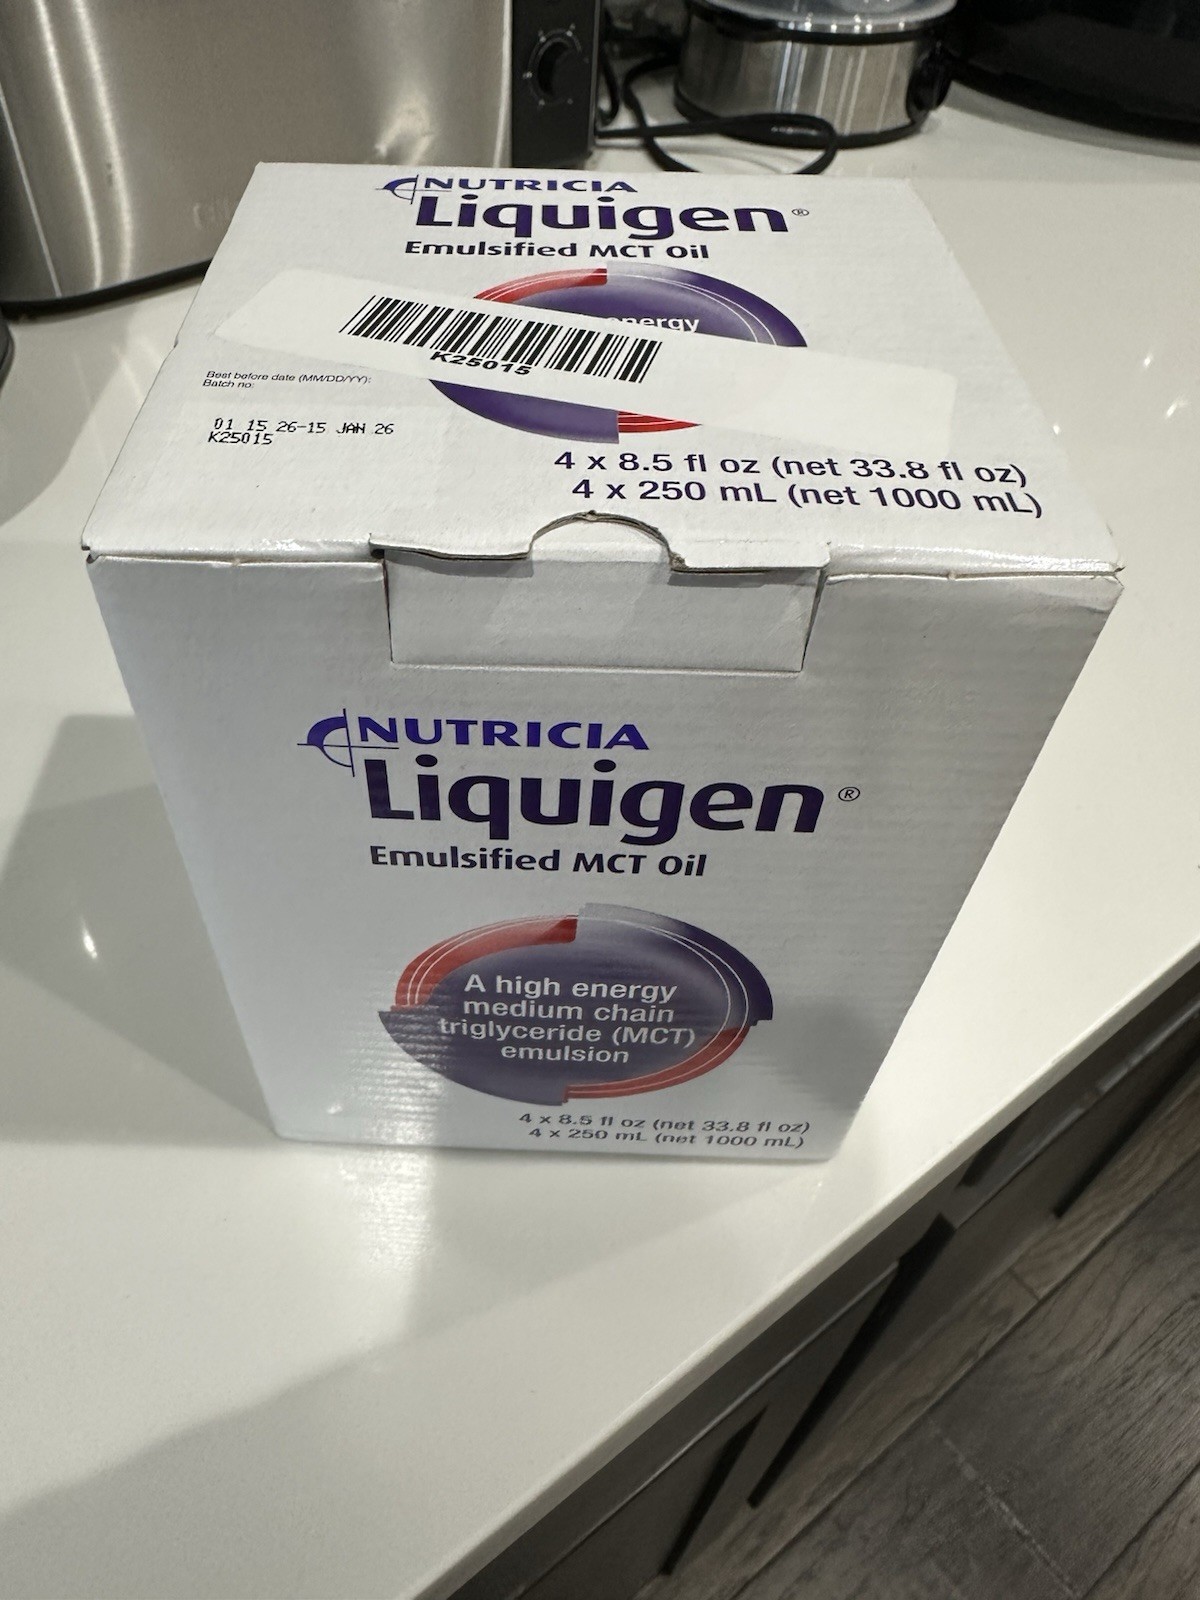 NUTRICIA
Liquigen®
Emulsified MCT Oil
energy
K25015
Best before date (MM/DD/YY):
Batch no:
01 15 26-15 JAN 26
K25015
4 x 8.5 fl oz (net 33.8 fl oz)
4 x 250 mL (net 1000 mL)
NUTRICIA
Liquigen®
Emulsified MCT Oil
A high energy
medium chain
triglyceride (MCT)
emulsion
4 x 8.5 fl oz (net 33.8 fl oz)
4 x 250 mL (net 1000 mL)